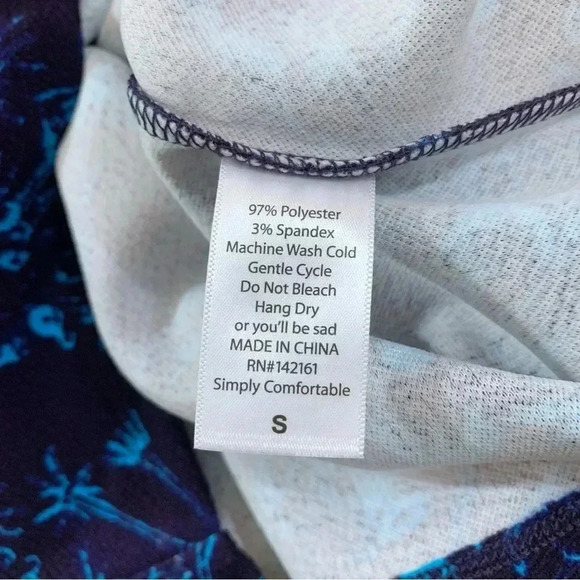 97% Polyester
3% Spandex
Machine Wash Cold
Gentle Cycle
Do Not Bleach
Hang Dry
or you'll be sad
MADE IN CHINA
RN#142161
Simply Comfortable
S